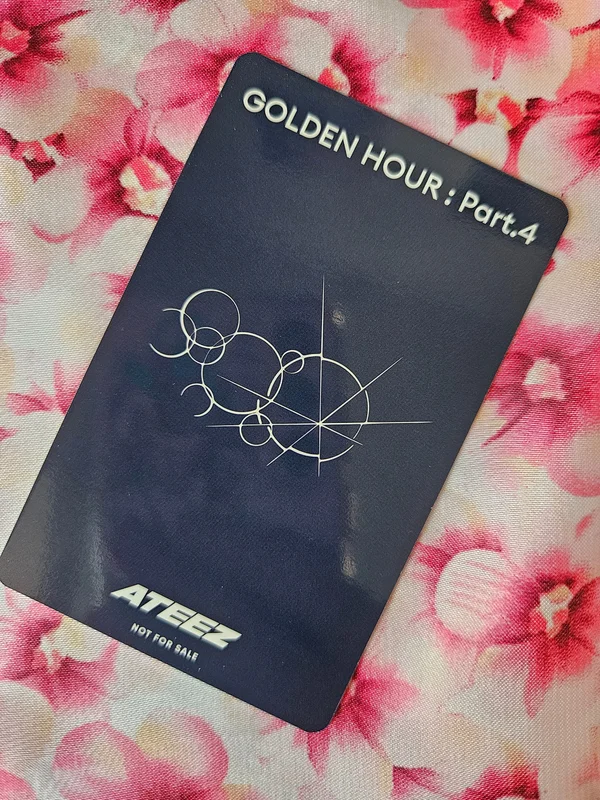 GOLDEN HOUR : Part.4
ATEEZ
NOT FOR SALE